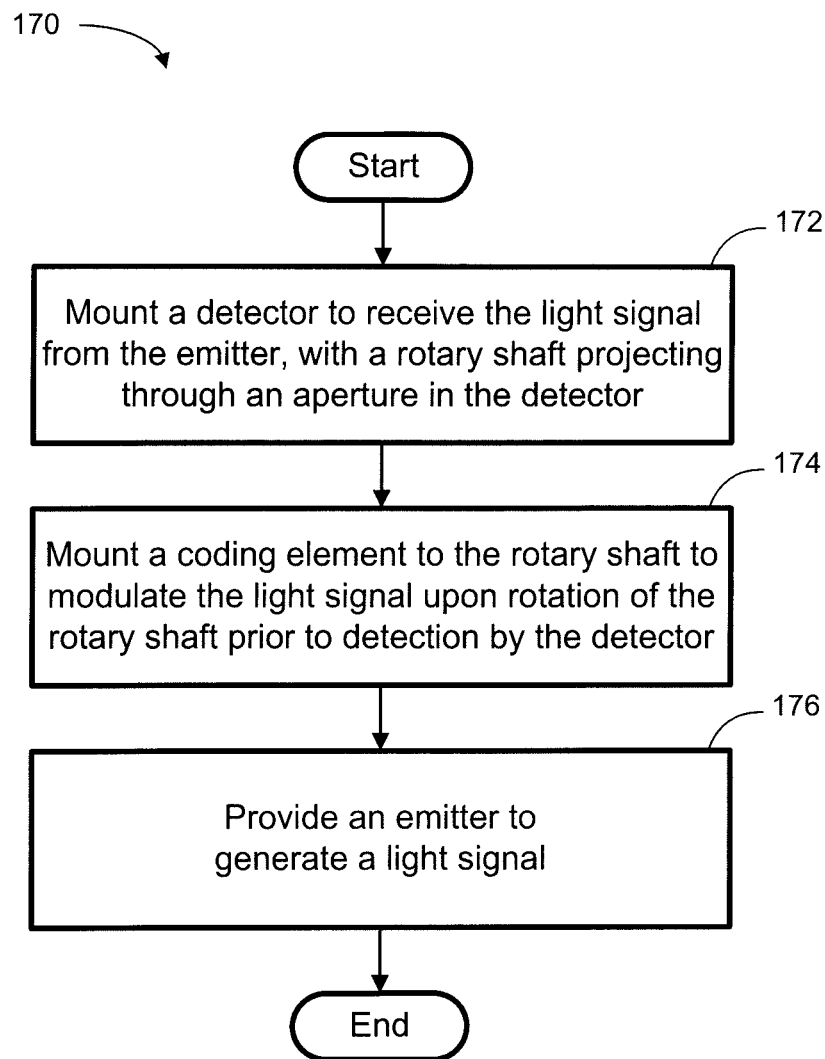 170
Start
172
Mount a detector to receive the light signal
from the emitter, with a rotary shaft projecting
through an aperture in the detector
174
Mount a coding element to the rotary shaft to
modulate the light signal upon rotation of the
rotary shaft prior to detection by the detector
176
Provide an emitter to
generate a light signal
End